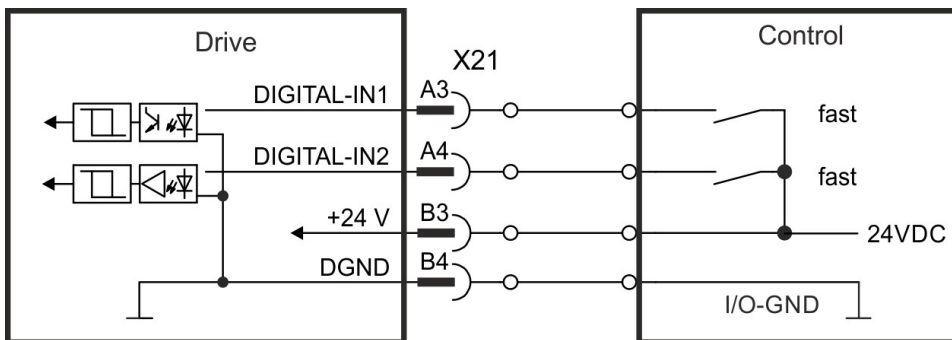 Drive
Control
X21
DIGITAL-IN1
A3
fast
DIGITAL-IN2
A4
fast
+24 V
B3
24VDC
DGND
B4
I/O-GND